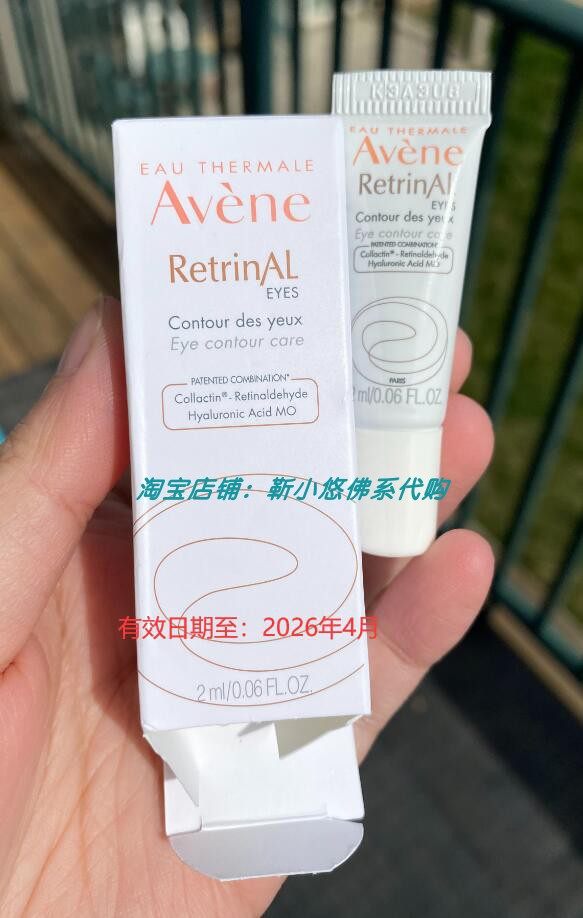 EAU THERMALE
Avène
RetrinAL
EYES
Contour des yeux
Eye contour care
PATENTED COMBINATION*
Collactin® - Retinaldehyde
Hyaluronic Acid MO
2 ml/0.06 FL.OZ.
K3A3U6
EAU THERMALE
Avène
RetrinAL
EYES
Contour des yeux
Eye contour care
PATENTED COMBINATION*
Collactin® - Retinaldehyde
Hyaluronic Acid MO
PARIS
2 ml/0.06 FL.OZ.
淘宝店铺：靳小悠佛系代购
有效日期至：2026年4月